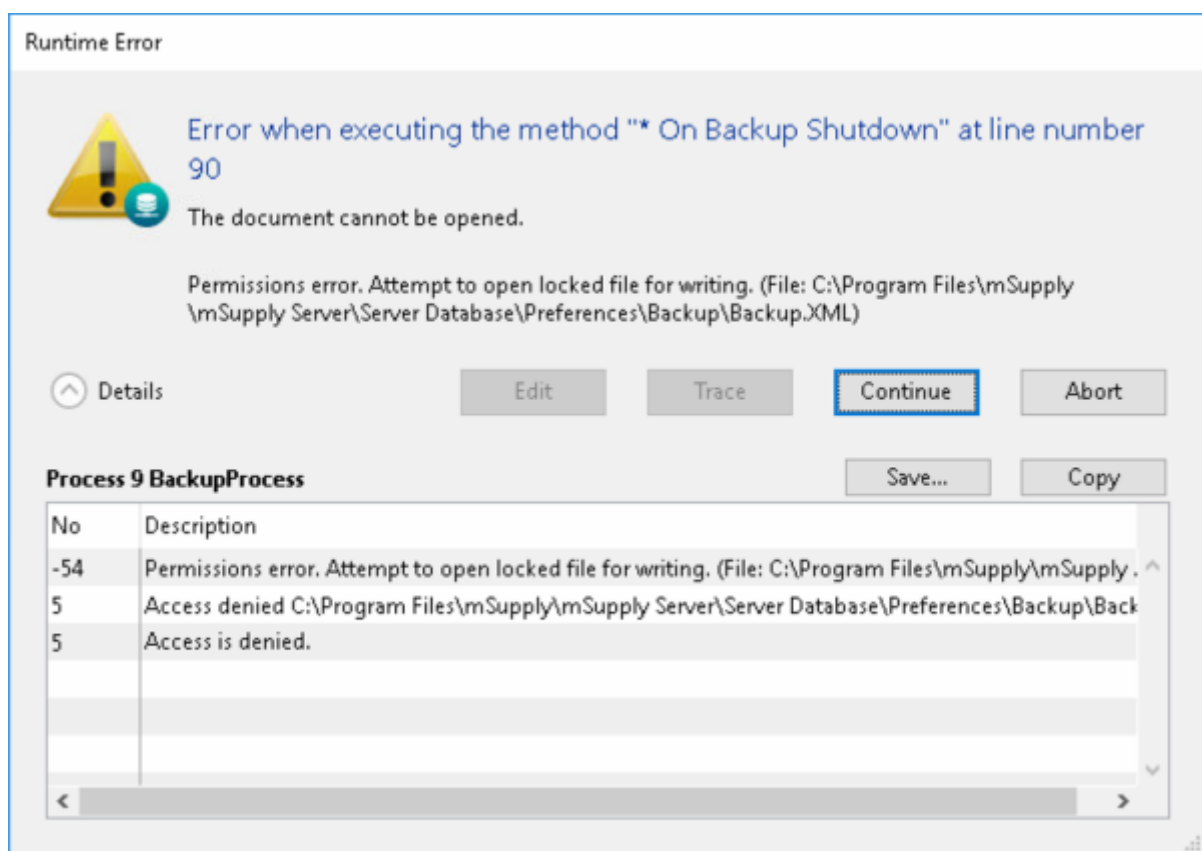 Runtime Error
Error when executing the method "* On Backup Shutdown" at line number
90
The document cannot be opened.
Permissions error. Attempt to open locked file for writing. (File: C:\Program Files\mSupply
\mSupply Server\Server Database\Preferences\Backup\Backup.XML)
Details Edit Trace Continue Abort
Process 9 BackupProcess Save... Copy
No Description
-54 Permissions error. Attempt to open locked file for writing. (File: C:\Program Files\mSupply\mSupply .
5 Access denied C:\Program Files\mSupply\mSupply Server\Server Database\Preferences\Backup\Back
5 Access is denied.